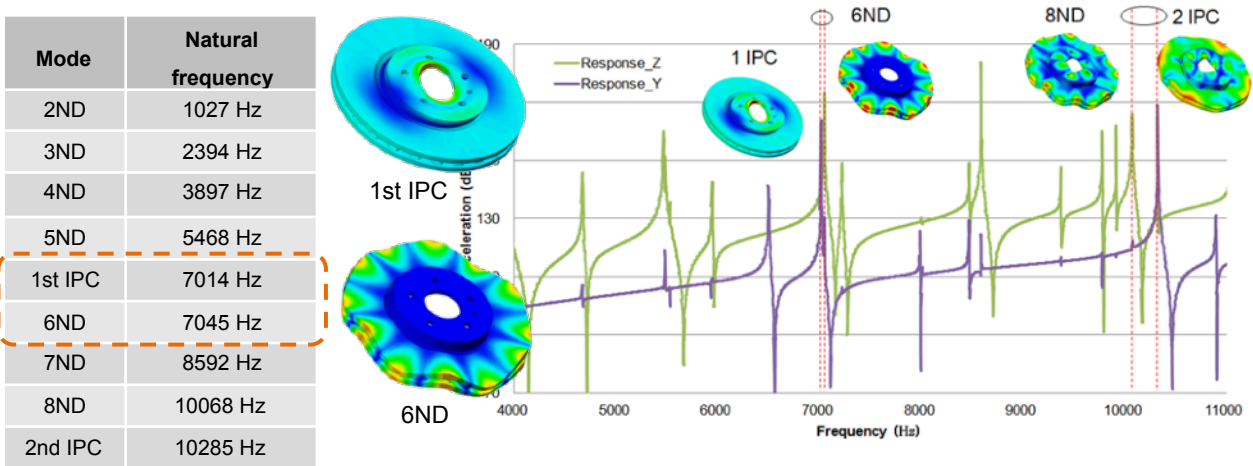 Mode
Natural
frequency
2ND 1027 Hz
3ND 2394 Hz
4ND 3897 Hz
5ND 5468 Hz
1st IPC 7014 Hz
6ND 7045 Hz
7ND 8592 Hz
8ND 10068 Hz
2nd IPC 10285 Hz
1st IPC
6ND
6ND
8ND
2 IPC
190
Response_Z
Response_Y
1 IPC
130
celeration (dB
4000 5000 6000 7000 8000 9000 10000 11000
Frequency (Hz)